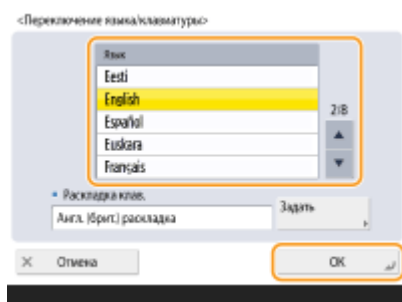 <Переключение языка/клавиатуры>
Язык
Eesti
English
Español
2/8
Euskara
Français
Раскладка клав.
Англ. (брит.) раскладка
Задать
Отмена
OK